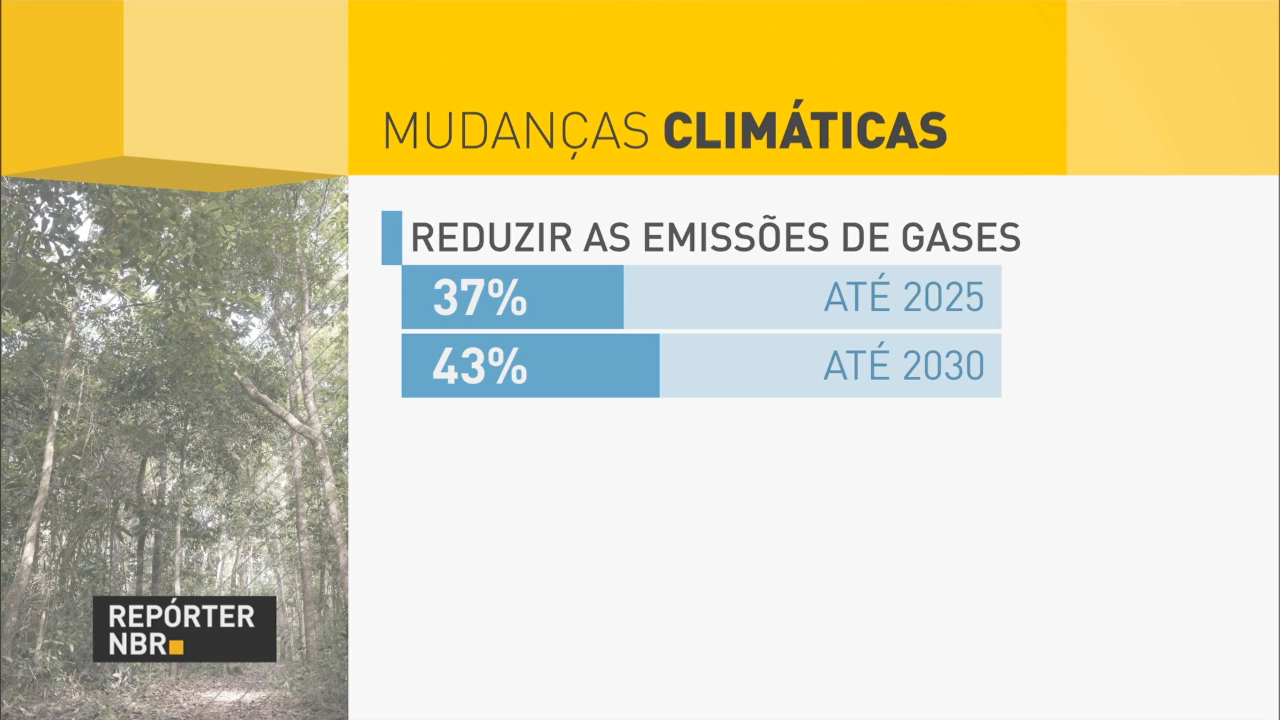 MUDANÇAS CLIMÁTICAS
REDUZIR AS EMISSÕES DE GASES
37% ATÉ 2025
43% ATÉ 2030
REPÓRTER
NBR